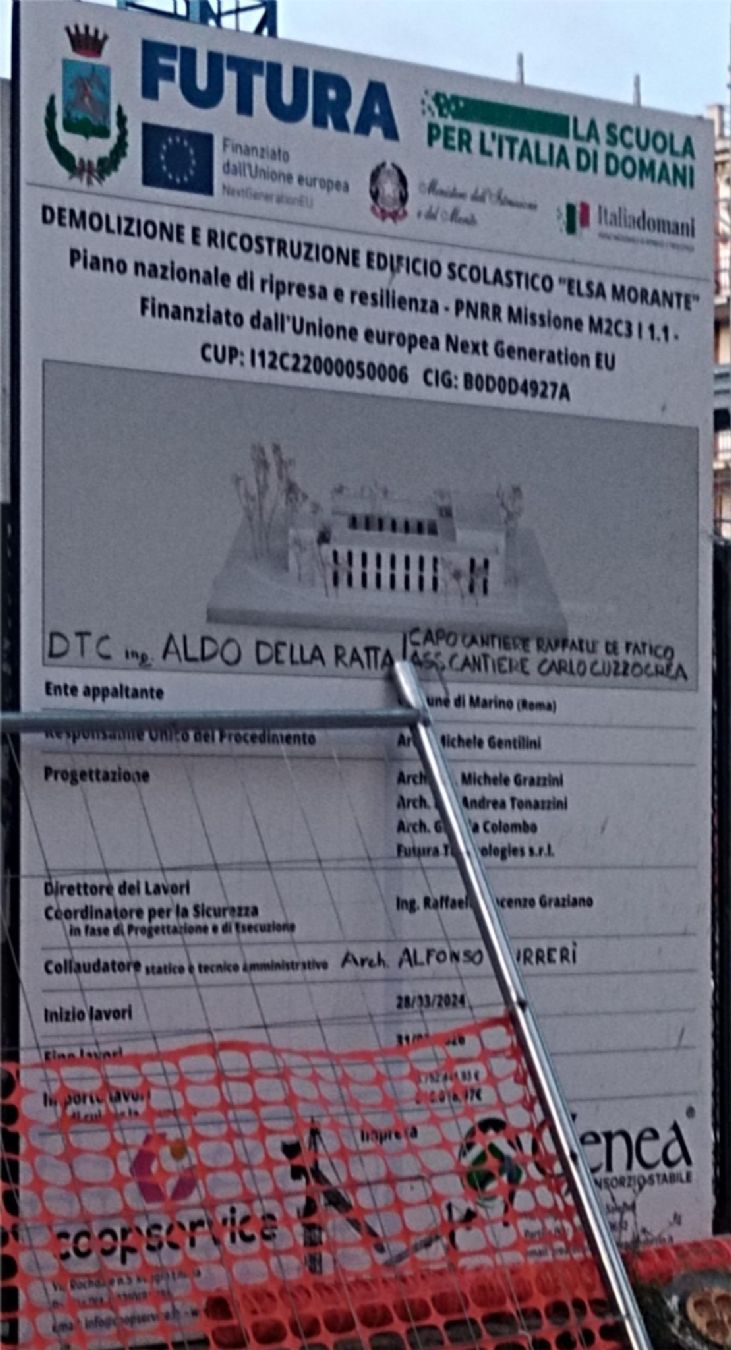 FUTURA
LA SCUOLA
PER L'ITALIA DI DOMANI
Finanziato
dall'Unione europea
NextGenerationEU
Italiadomani
DEMOLIZIONE E RICOSTRUZIONE EDIFICIO SCOLASTICO "ELSA MORANTE"
Piano nazionale di ripresa e resilienza - PNRR Missione M2C3 I 1.1 -
Finanziato dall'Unione europea Next Generation EU
CUP: I12C22000050006 CIG: B0D0D4927A
DTC ing. ALDO DELLA RATTA
CAPO CANTIERE RAFFAELE DE FATICO
ASS. CANTIERE CARLO CUZZOCREA
Ente appaltante
di Marino (Roma)
Responsabile Unico del Procedimento
Michele Gentilini
Progettazione
Arch. Michele Grazzini
Arch. Andrea Tonazzini
Arch. Colombo
Futura s.r.l.
Direttore dei Lavori
Coordinatore per la Sicurezza
in fase di Progettazione e di Esecuzione
Ing. Graziano
Collaudatore statico e tecnico amministrativo Arch. ALFONSO
Inizio lavori 28/03/2024
Fine lavori
Importo lavori
Impresa
coopservice